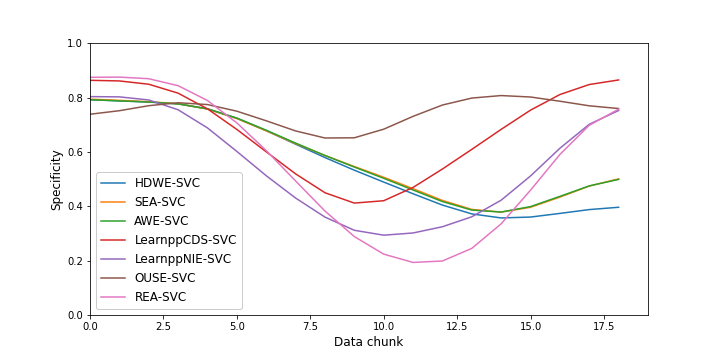 1.0
0.8
0.6
0.4
0.2
0.0
Specificity
HDWE-SVC
SEA-SVC
AWE-SVC
LearnppCDS-SVC
LearnppNIE-SVC
OUSE-SVC
REA-SVC
0.0 2.5 5.0 7.5 10.0 12.5 15.0 17.5
Data chunk